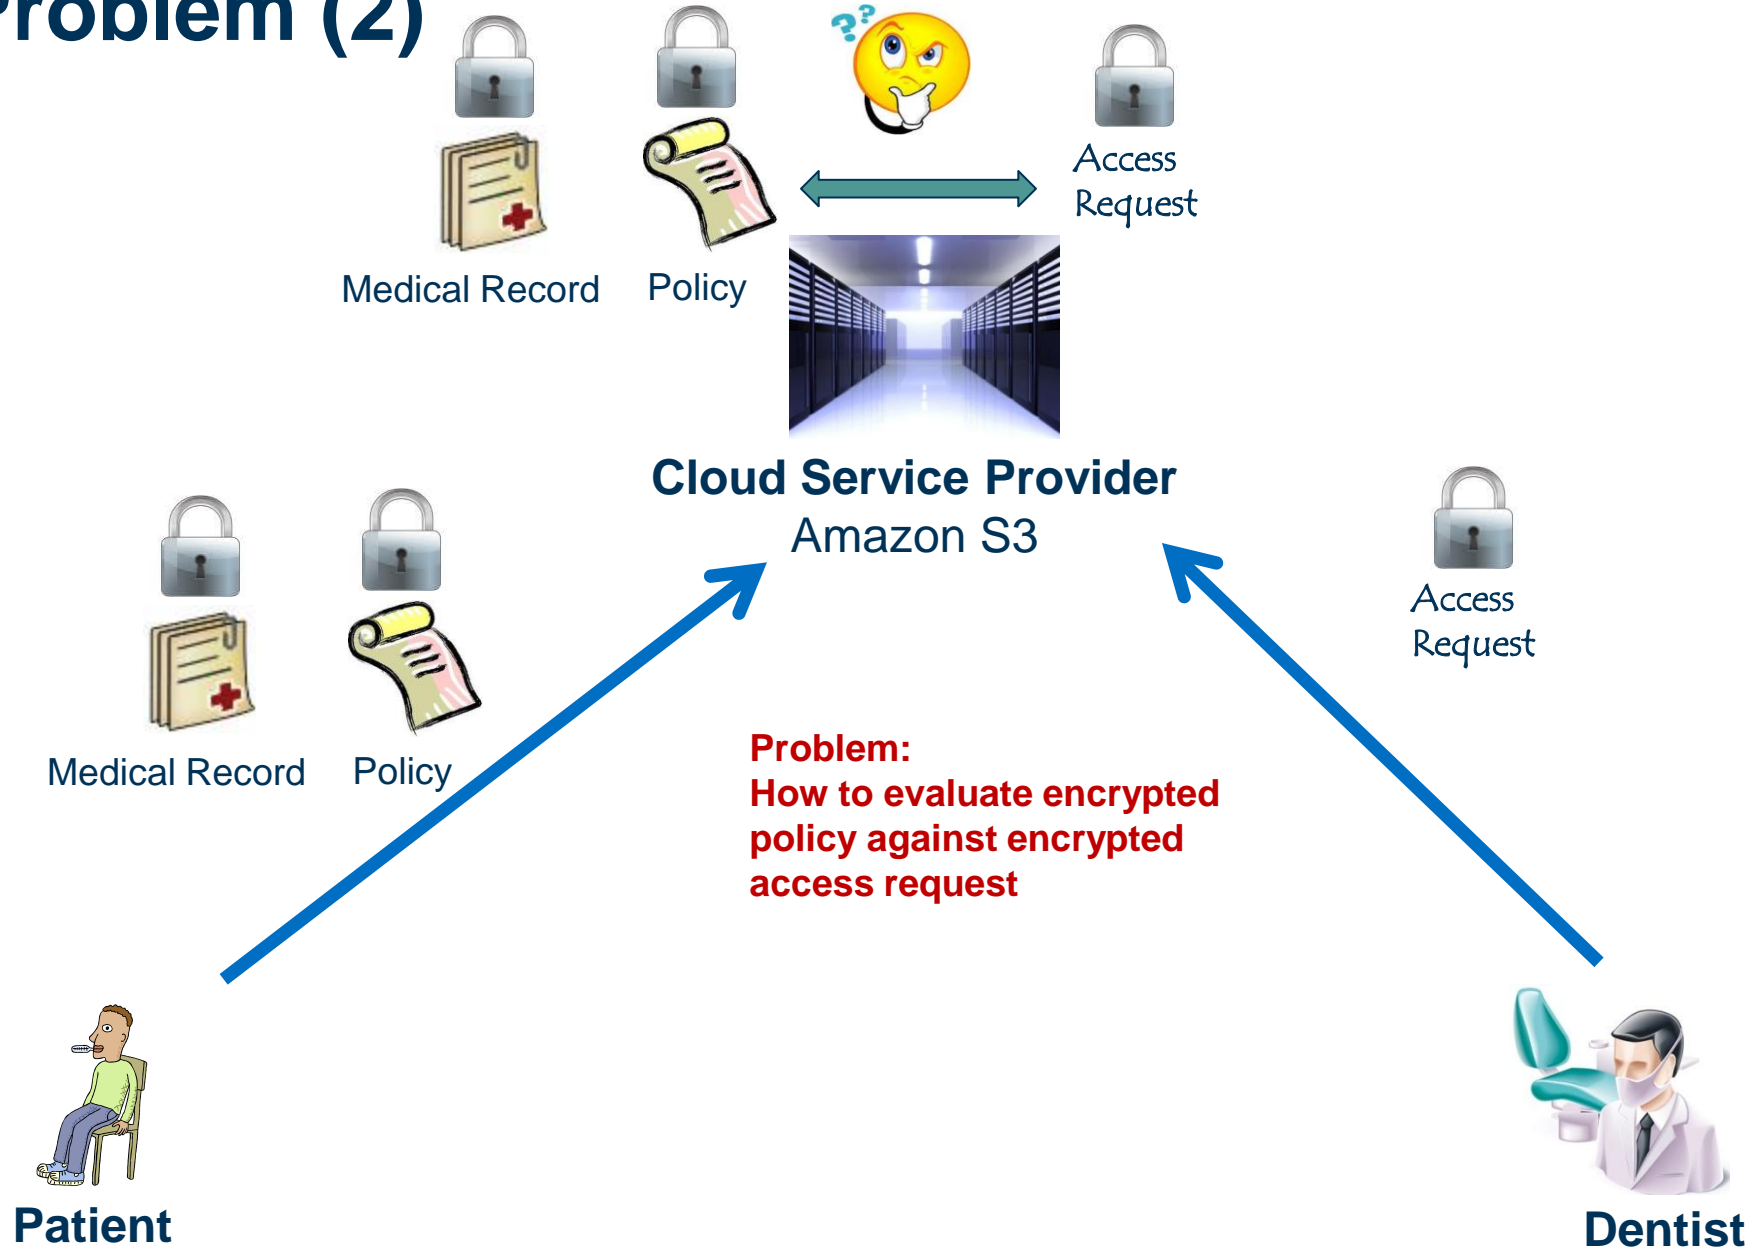 Problem (2)
Access
Request
Medical Record
Policy
Cloud Service Provider
Amazon S3
Access
Request
Medical Record
Policy
Problem:
How to evaluate encrypted
policy against encrypted
access request
Patient
Dentist